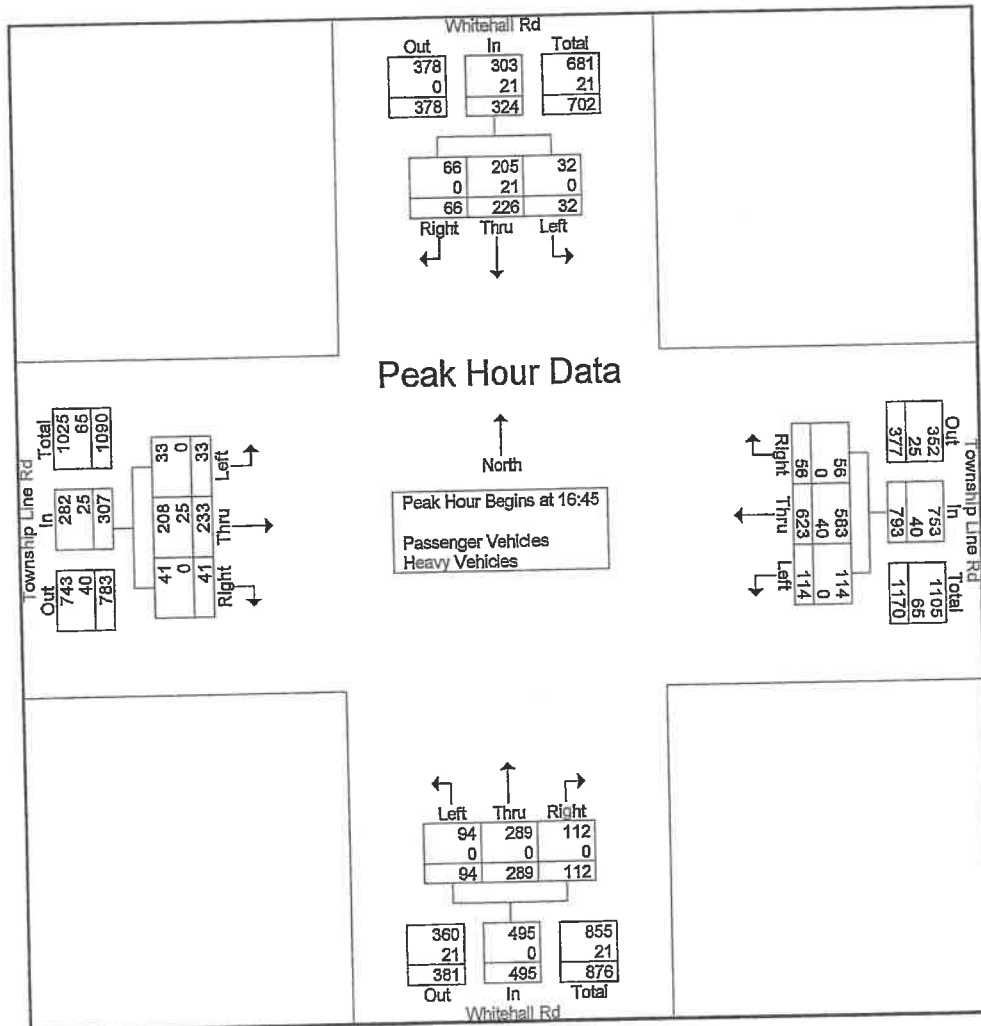 Whitehall Rd
Out In Total
378 303 681
0 21 21
378 324 702
66 205 32
0 21 0
66 226 32
Right Thru Left
Peak Hour Data
North
Peak Hour Begins at 16:45
Passenger Vehicles
Heavy Vehicles
Township Line Rd
Total In Out
1025 282 743
65 25 40
1090 307 783
33 208 41
0 25 0
33 233 41
Left Thru Right
Township Line Rd
Out In Total
352 753 1105
25 40 65
377 793 1170
56 583 114
0 40 0
56 623 114
Right Thru Left
Left Thru Right
94 289 112
0 0 0
94 289 112
360 495 855
21 0 21
381 495 876
Out In Total
Whitehall Rd